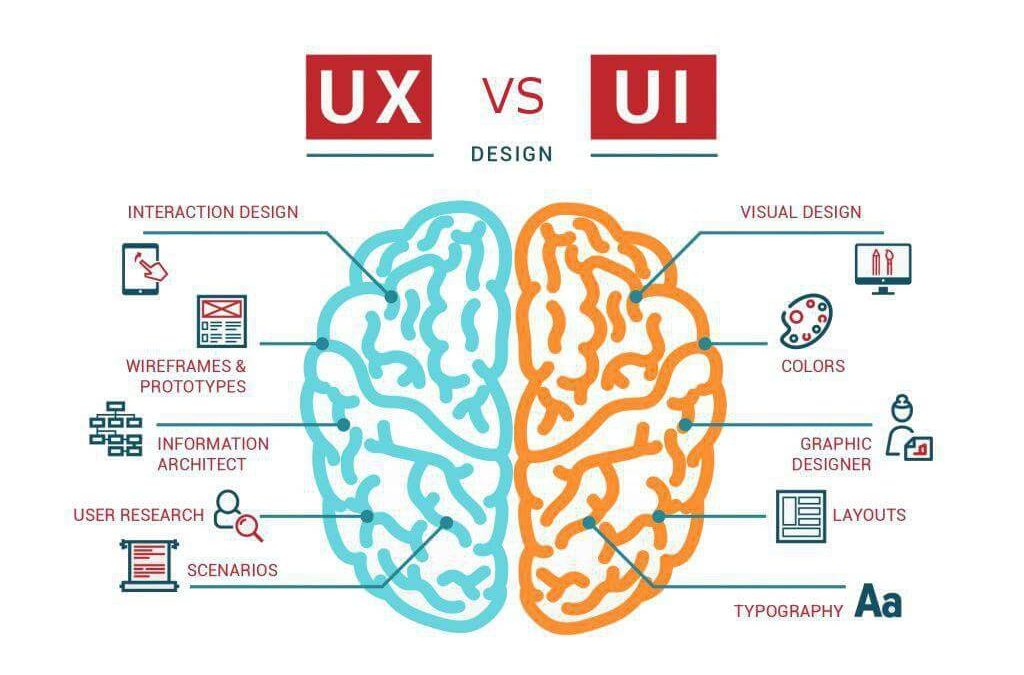 UX VS UI
DESIGN
INTERACTION DESIGN
WIREFRAMES &
PROTOTYPES
INFORMATION
ARCHITECT
USER RESEARCH
SCENARIOS
VISUAL DESIGN
COLORS
GRAPHIC
DESIGNER
LAYOUTS
TYPOGRAPHY Aa